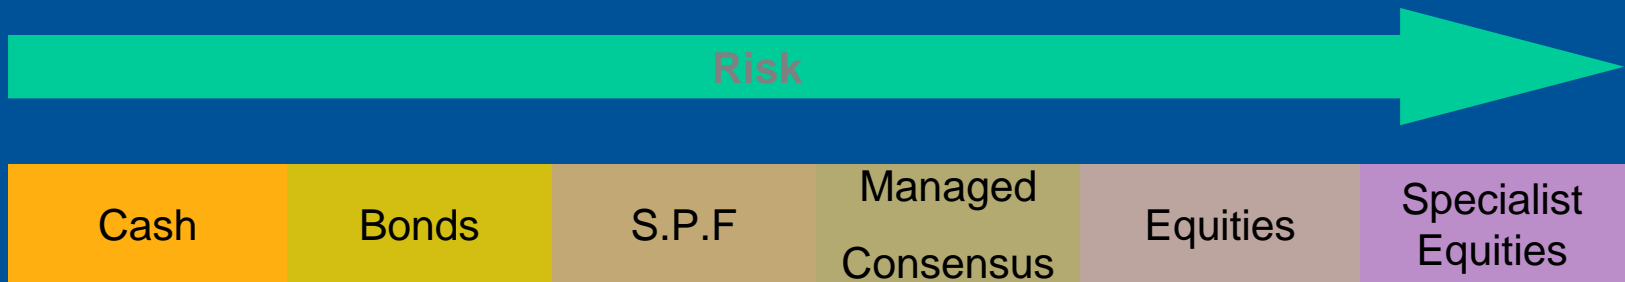 Risk
Cash
Bonds
S.P.F
Managed
Consensus
Equities
Specialist
Equities